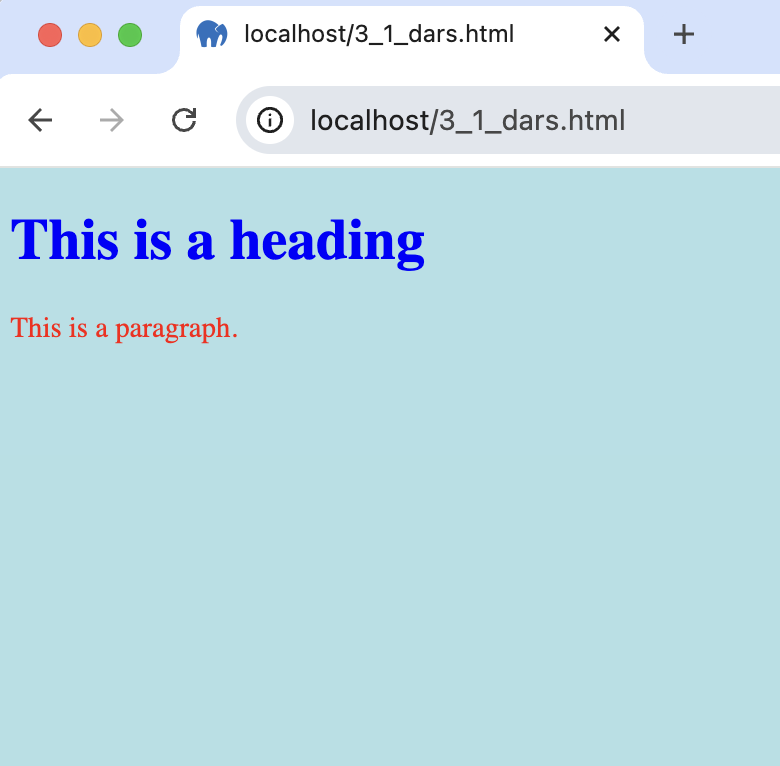 localhost/3_1_dars.html
localhost/3_1_dars.html
This is a heading
This is a paragraph.